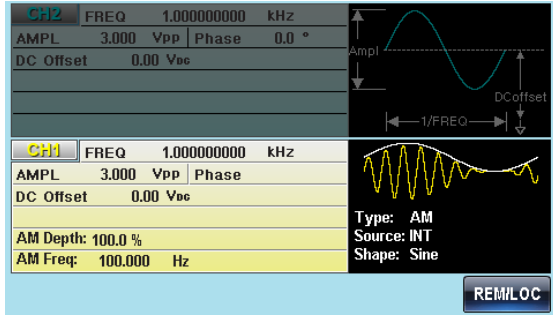 CH2 FREQ 1.000000000 kHz
AMPL 3.000 Vpp Phase 0.0 °
DC Offset 0.00 VDC
Ampl
DCoffset
1/FREQ
CH1 FREQ 1.000000000 kHz
AMPL 3.000 Vpp Phase
DC Offset 0.00 VDC
AM Depth: 100.0 %
AM Freq: 100.000 Hz
Type: AM
Source: INT
Shape: Sine
REM/LOC